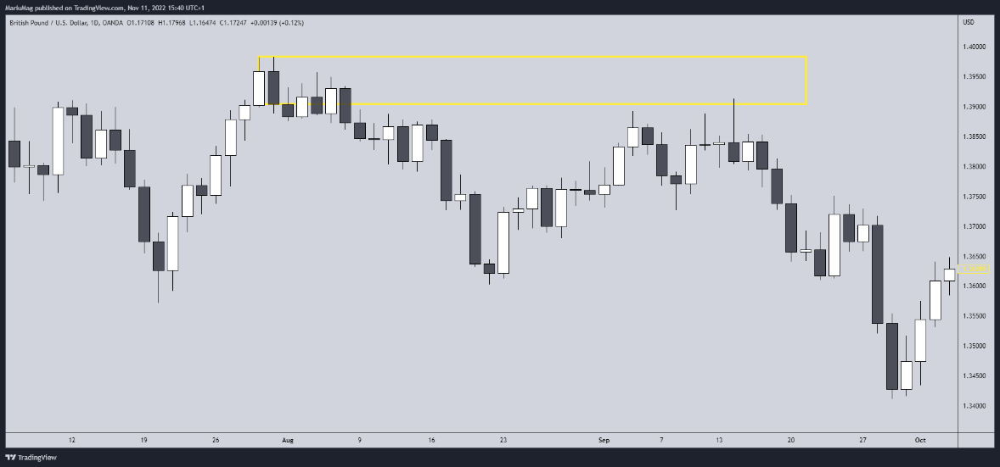 MariuMag published on TradingView.com, Nov 11, 2022 15:40 UTC+1
British Pound / U.S. Dollar, 1D, OANDA O1.17108 H1.17968 L1.16474 C1.17247 +0.00139 (+0.12%)
USD
1.40000
1.39500
1.39000
1.38500
1.38000
1.37500
1.37000
1.36500
1.36000
1.35500
1.35000
1.34500
1.34000
12 19 26 Aug 9 16 23 Sep 7 13 20 27 Oct
TradingView